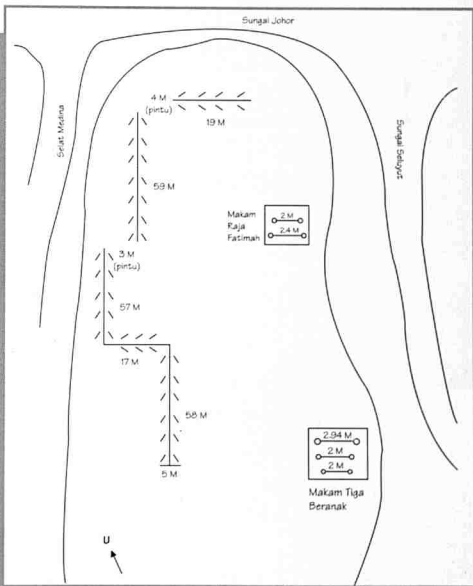 Sungai Johor
Selat Medina
Sungai Seluyut
4 M
(pintu)
19 M
59 M
Makam
Raja
Fatimah
2 M
2.4 M
3 M
(pintu)
57 M
17 M
58 M
5 M
2.94 M
2 M
2 M
Makam Tiga
Beranak
U